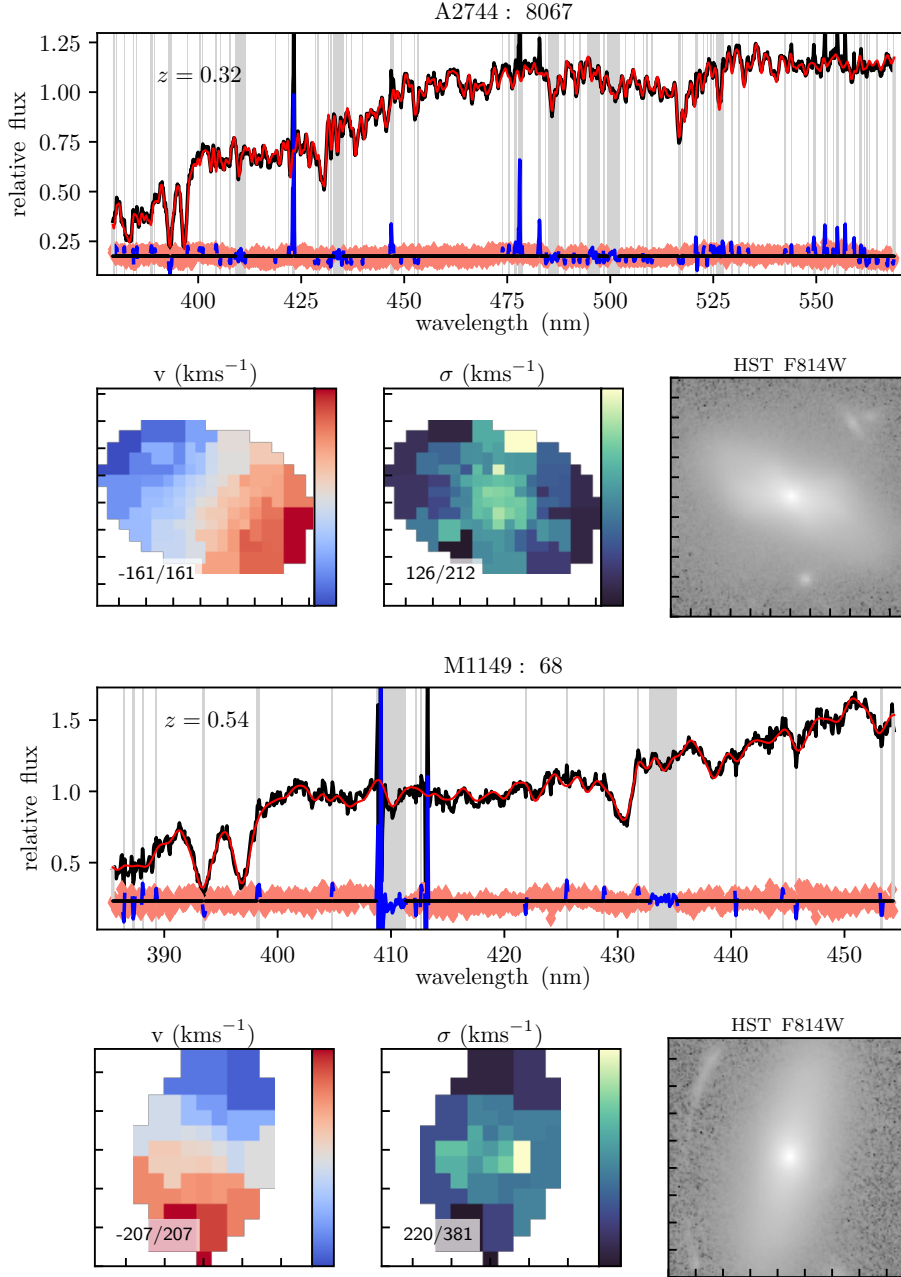 A2744 : 8067
z = 0.32
relative flux
1.25
1.00
0.75
0.50
0.25
400 425 450 475 500 525 550
wavelength (nm)
v (kms⁻¹)
-161/161
σ (kms⁻¹)
126/212
HST F814W
M1149 : 68
z = 0.54
relative flux
1.5
1.0
0.5
390 400 410 420 430 440 450
wavelength (nm)
v (kms⁻¹)
-207/207
σ (kms⁻¹)
220/381
HST F814W